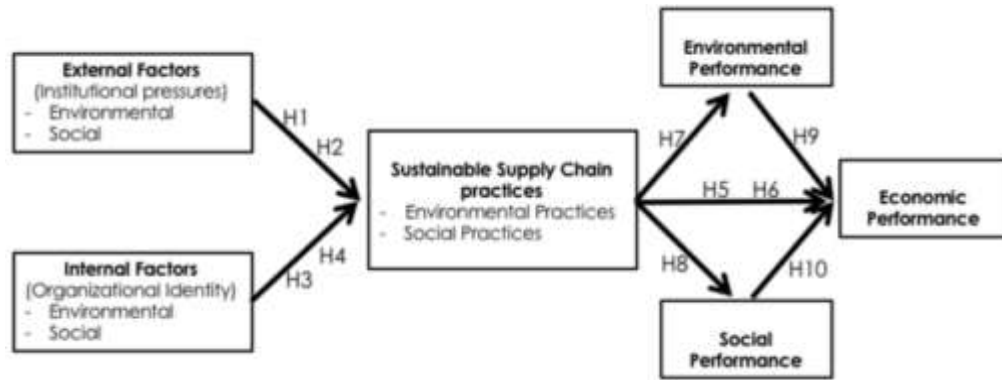 External Factors
(Institutional pressures)
- Environmental
- Social
H1
H2
Internal Factors
(Organizational Identity)
- Environmental
- Social
H3
H4
Sustainable Supply Chain
practices
- Environmental Practices
- Social Practices
Environmental
Performance
H7
H9
H5 H6
H8
H10
Economic
Performance
Social
Performance